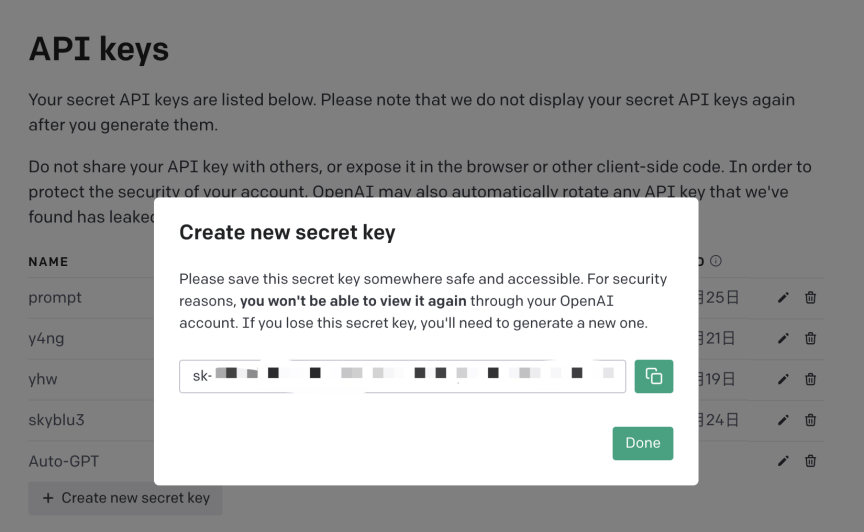 API keys
Your secret API keys are listed below. Please note that we do not display your secret API keys again
after you generate them.
Do not share your API key with others, or expose it in the browser or other client-side code. In order to
protect the security of your account, OpenAI may also automatically rotate any API key that we've
found has leaked
Create new secret key
Please save this secret key somewhere safe and accessible. For security
reasons, you won't be able to view it again through your OpenAI
account. If you lose this secret key, you'll need to generate a new one.
sk-
Done
NAME
prompt 25日
y4ng 21日
yhw 19日
skyblu3 24日
Auto-GPT
+ Create new secret key